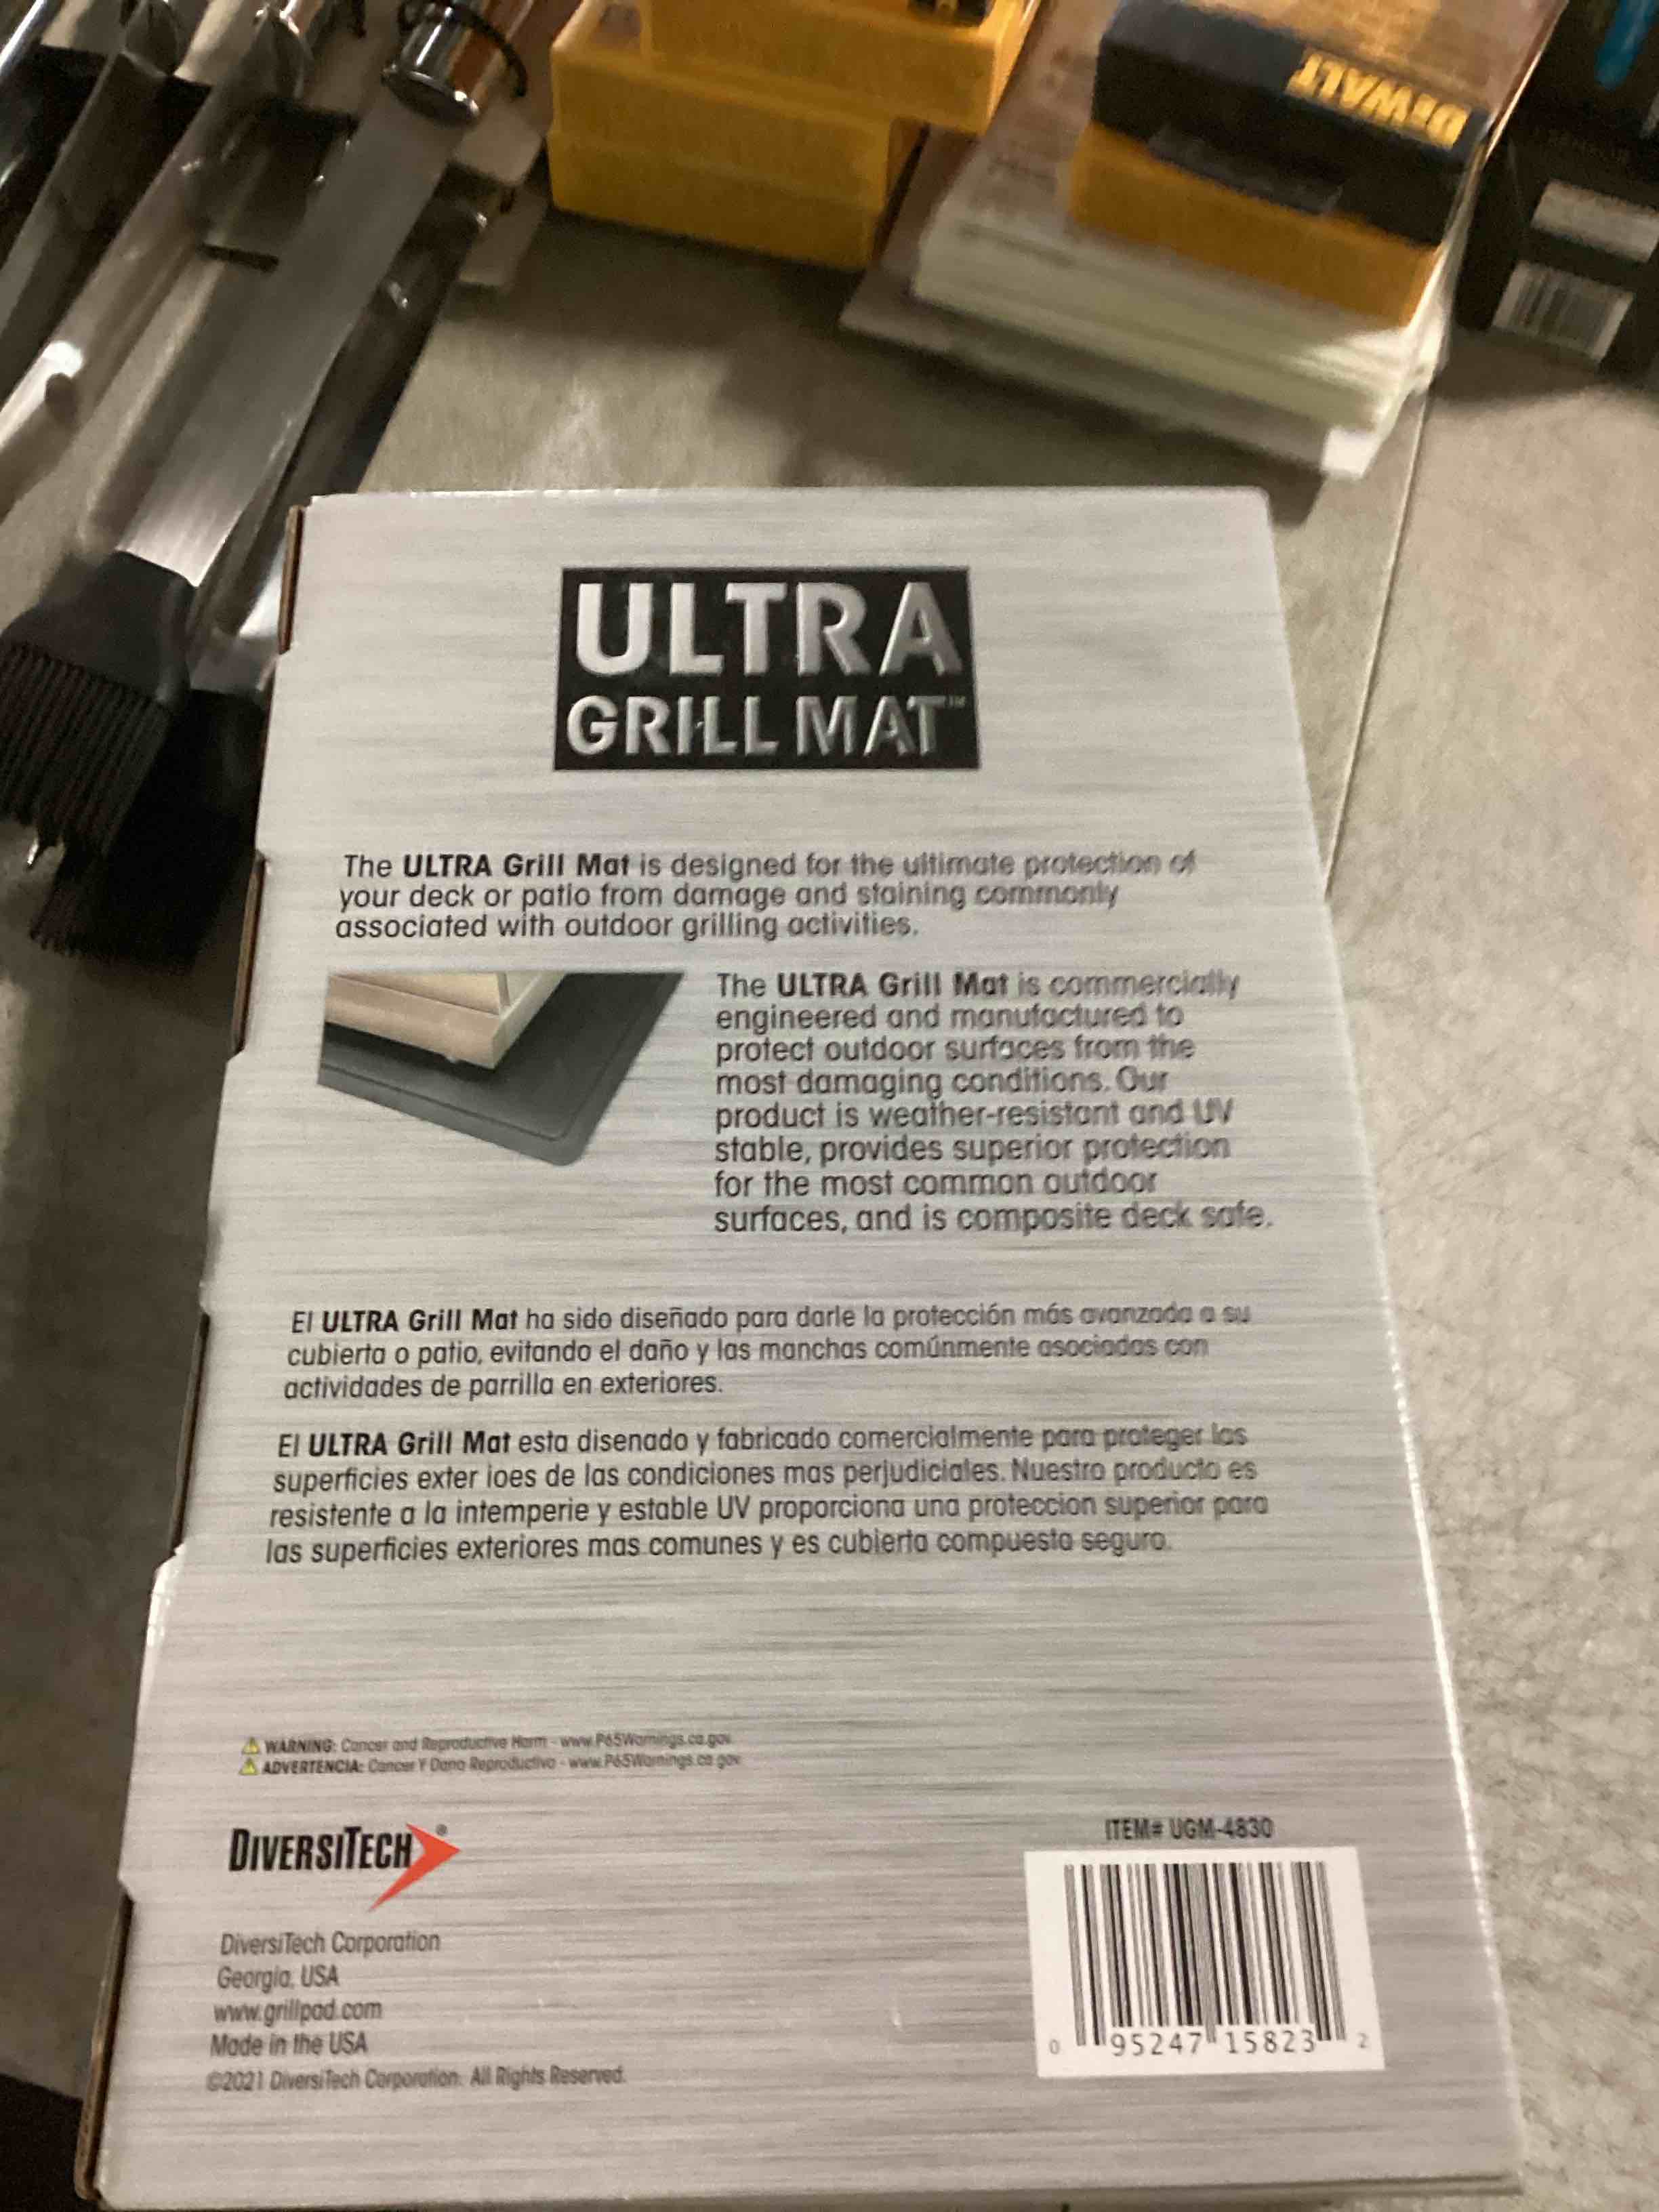 DEWALT
ULTRA
GRILL MAT™
The ULTRA Grill Mat is designed for the ultimate protection of
your deck or patio from damage and staining commonly
associated with outdoor grilling activities.
The ULTRA Grill Mat is commercially
engineered and manufactured to
protect outdoor surfaces from the
most damaging conditions. Our
product is weather-resistant and UV
stable, provides superior protection
for the most common outdoor
surfaces, and is composite deck safe.
El ULTRA Grill Mat ha sido diseñado para darle la protección más avanzada a su
cubierta o patio, evitando el daño y las manchas comúnmente asociadas con
actividades de parrilla en exteriores.
El ULTRA Grill Mat esta disenado y fabricado comercialmente para proteger las
superficies exter ioes de las condiciones mas perjudiciales. Nuestro producto es
resistente a la intemperie y estable UV proporciona una proteccion superior para
las superficies exteriores mas comunes y es cubierta compuesta seguro.
WARNING: Cancer and Reproductive Harm - www.P65Warnings.ca.gov
ADVERTENCIA: Cancer Y Dano Reproductivo - www.P65Warnings.ca.gov
DIVERSITECH®
ITEM# UGM-4830
DiversiTech Corporation
Georgia, USA
www.grillpad.com
Made in the USA
©2021 DiversiTech Corporation. All Rights Reserved.
0 95247 15823 2